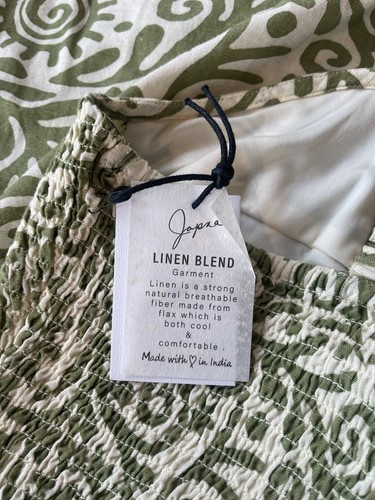 Japna
LINEN BLEND
Garment
Linen is a strong
natural breathable
fiber made from
flax which is
both cool
&
comfortable .
Made with ♡ in India